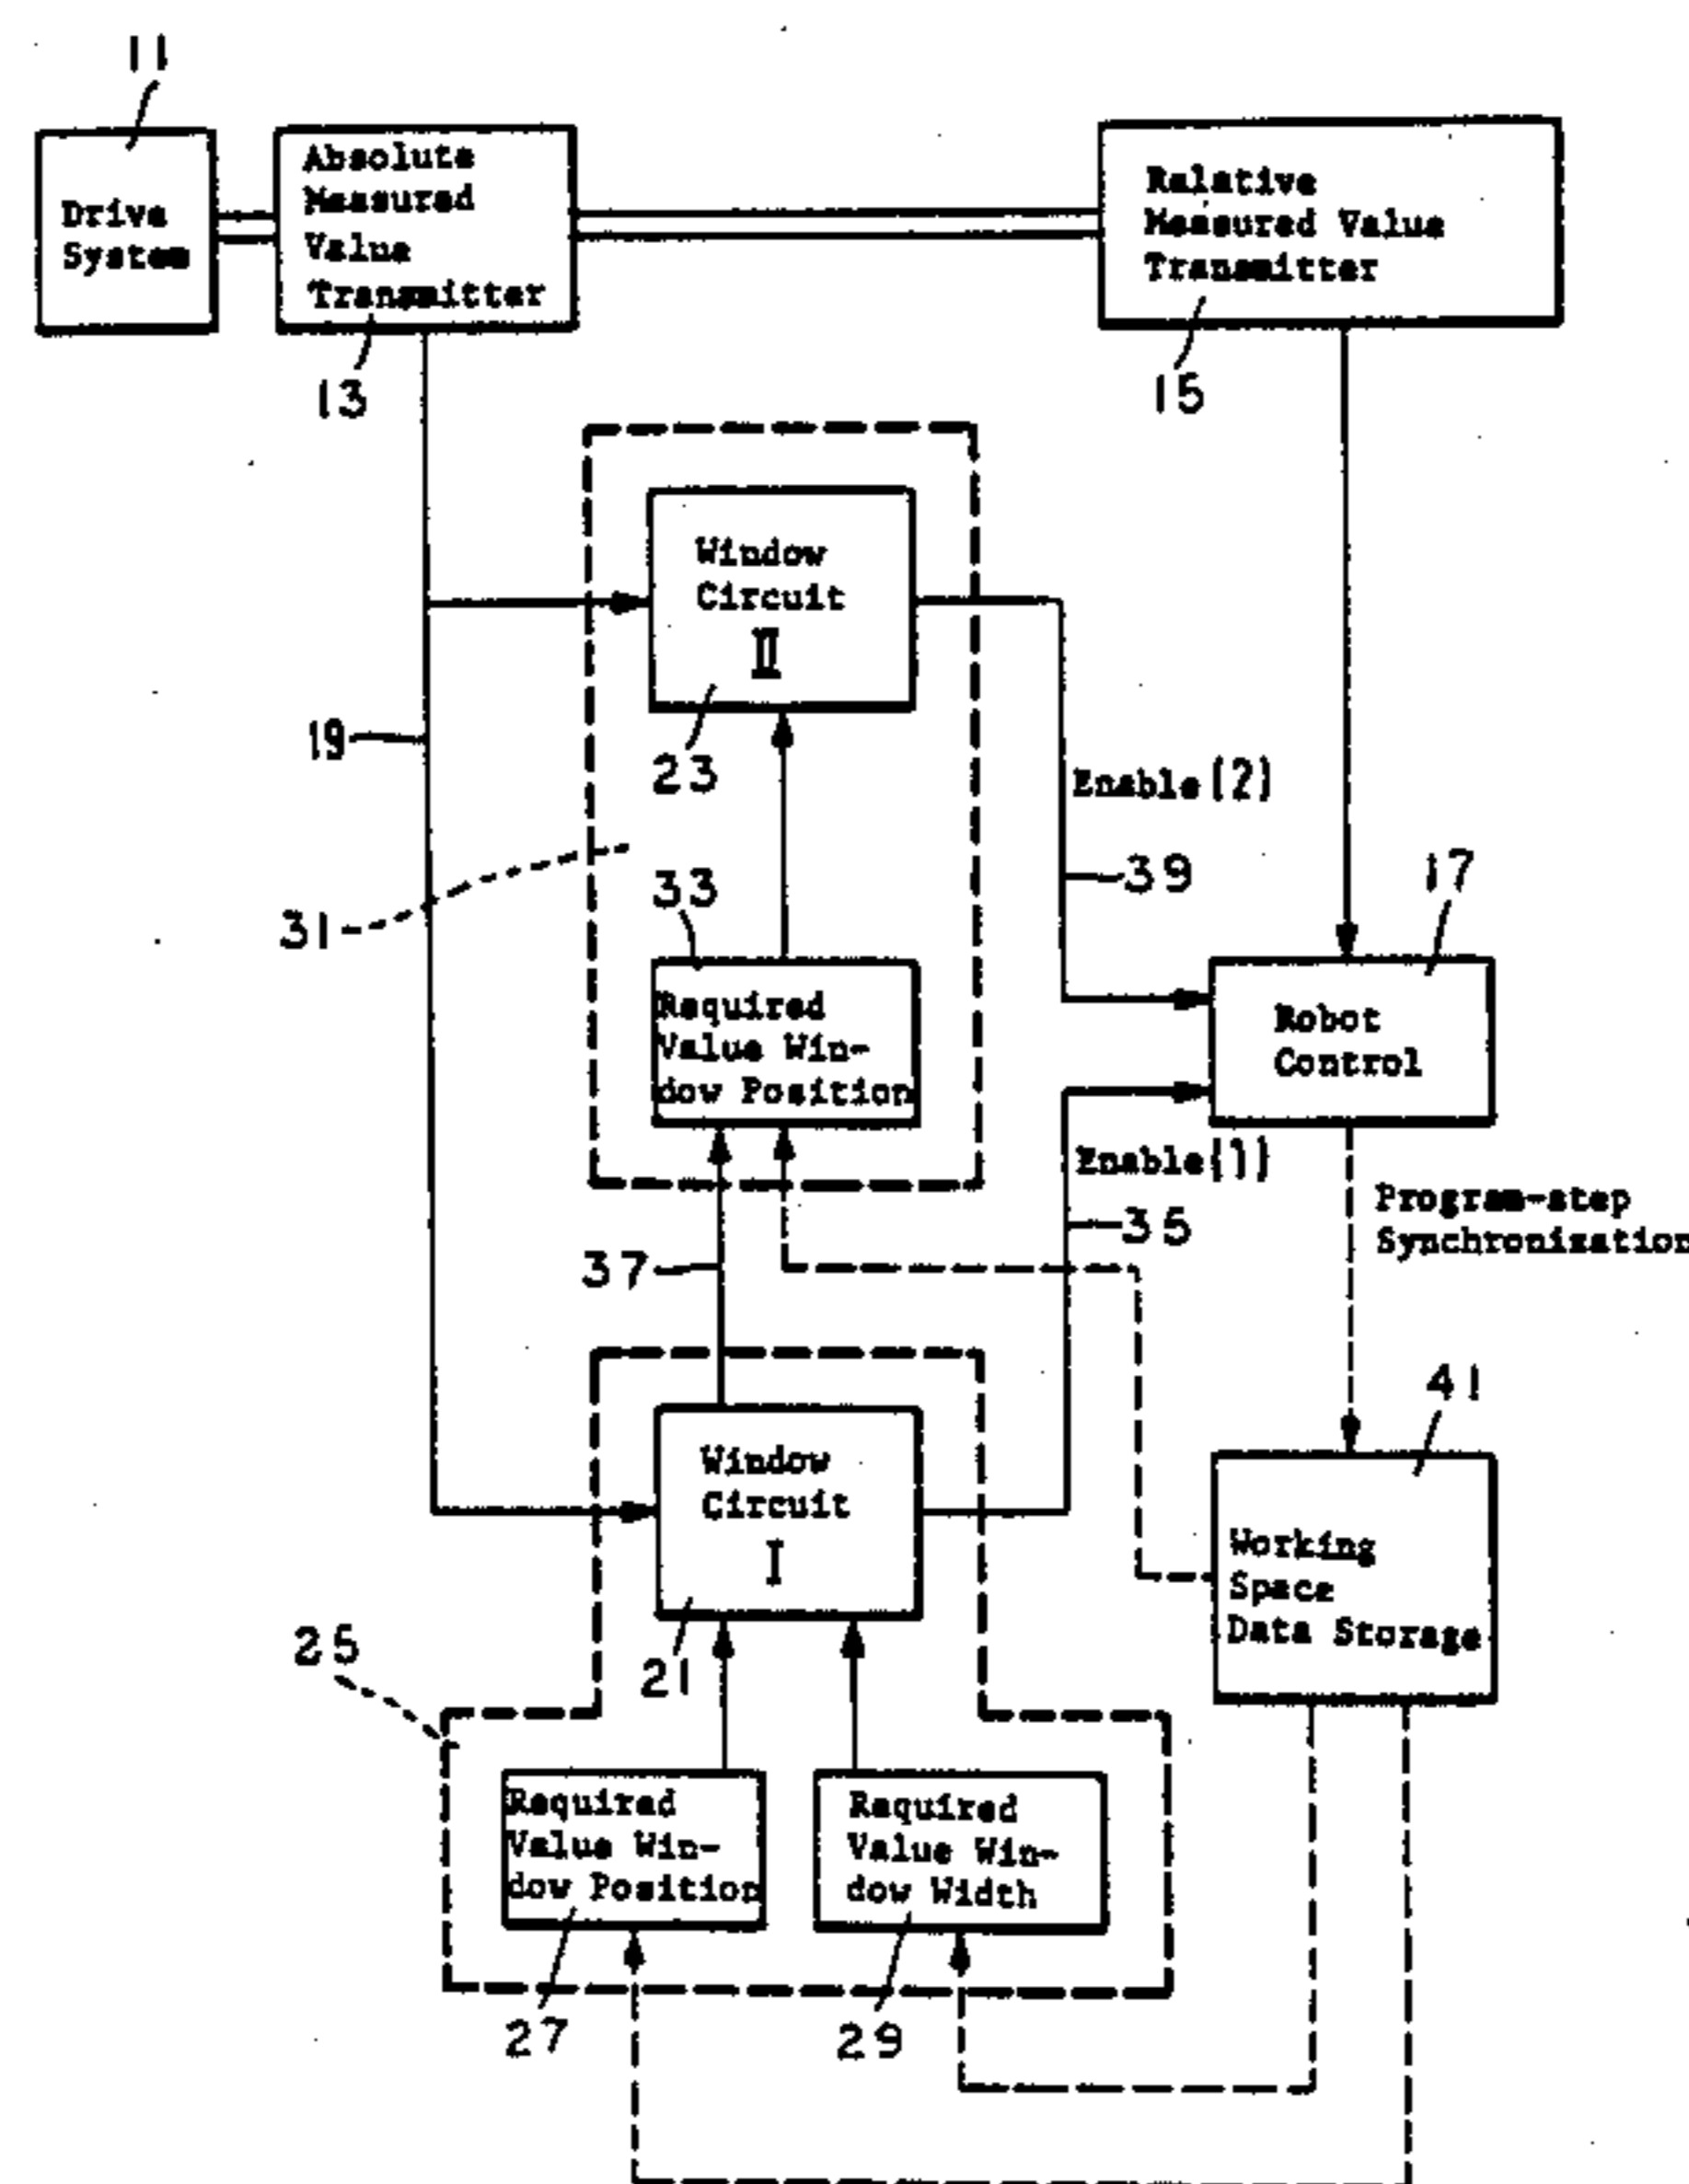 11
Drive
System
Absolute
Measured
Value
Transmitter
13
Relative
Measured Value
Transmitter
15
Window
Circuit
II
23
19
31
33
Required
Value Win-
dow Position
Enable(2)
39
17
Robot
Control
Enable(1)
35
Program-step
Synchronization
37
41
Window
Circuit
I
21
25
Working
Space
Data Storage
Required
Value Win-
dow Position
27
Required
Value Win-
dow Width
29